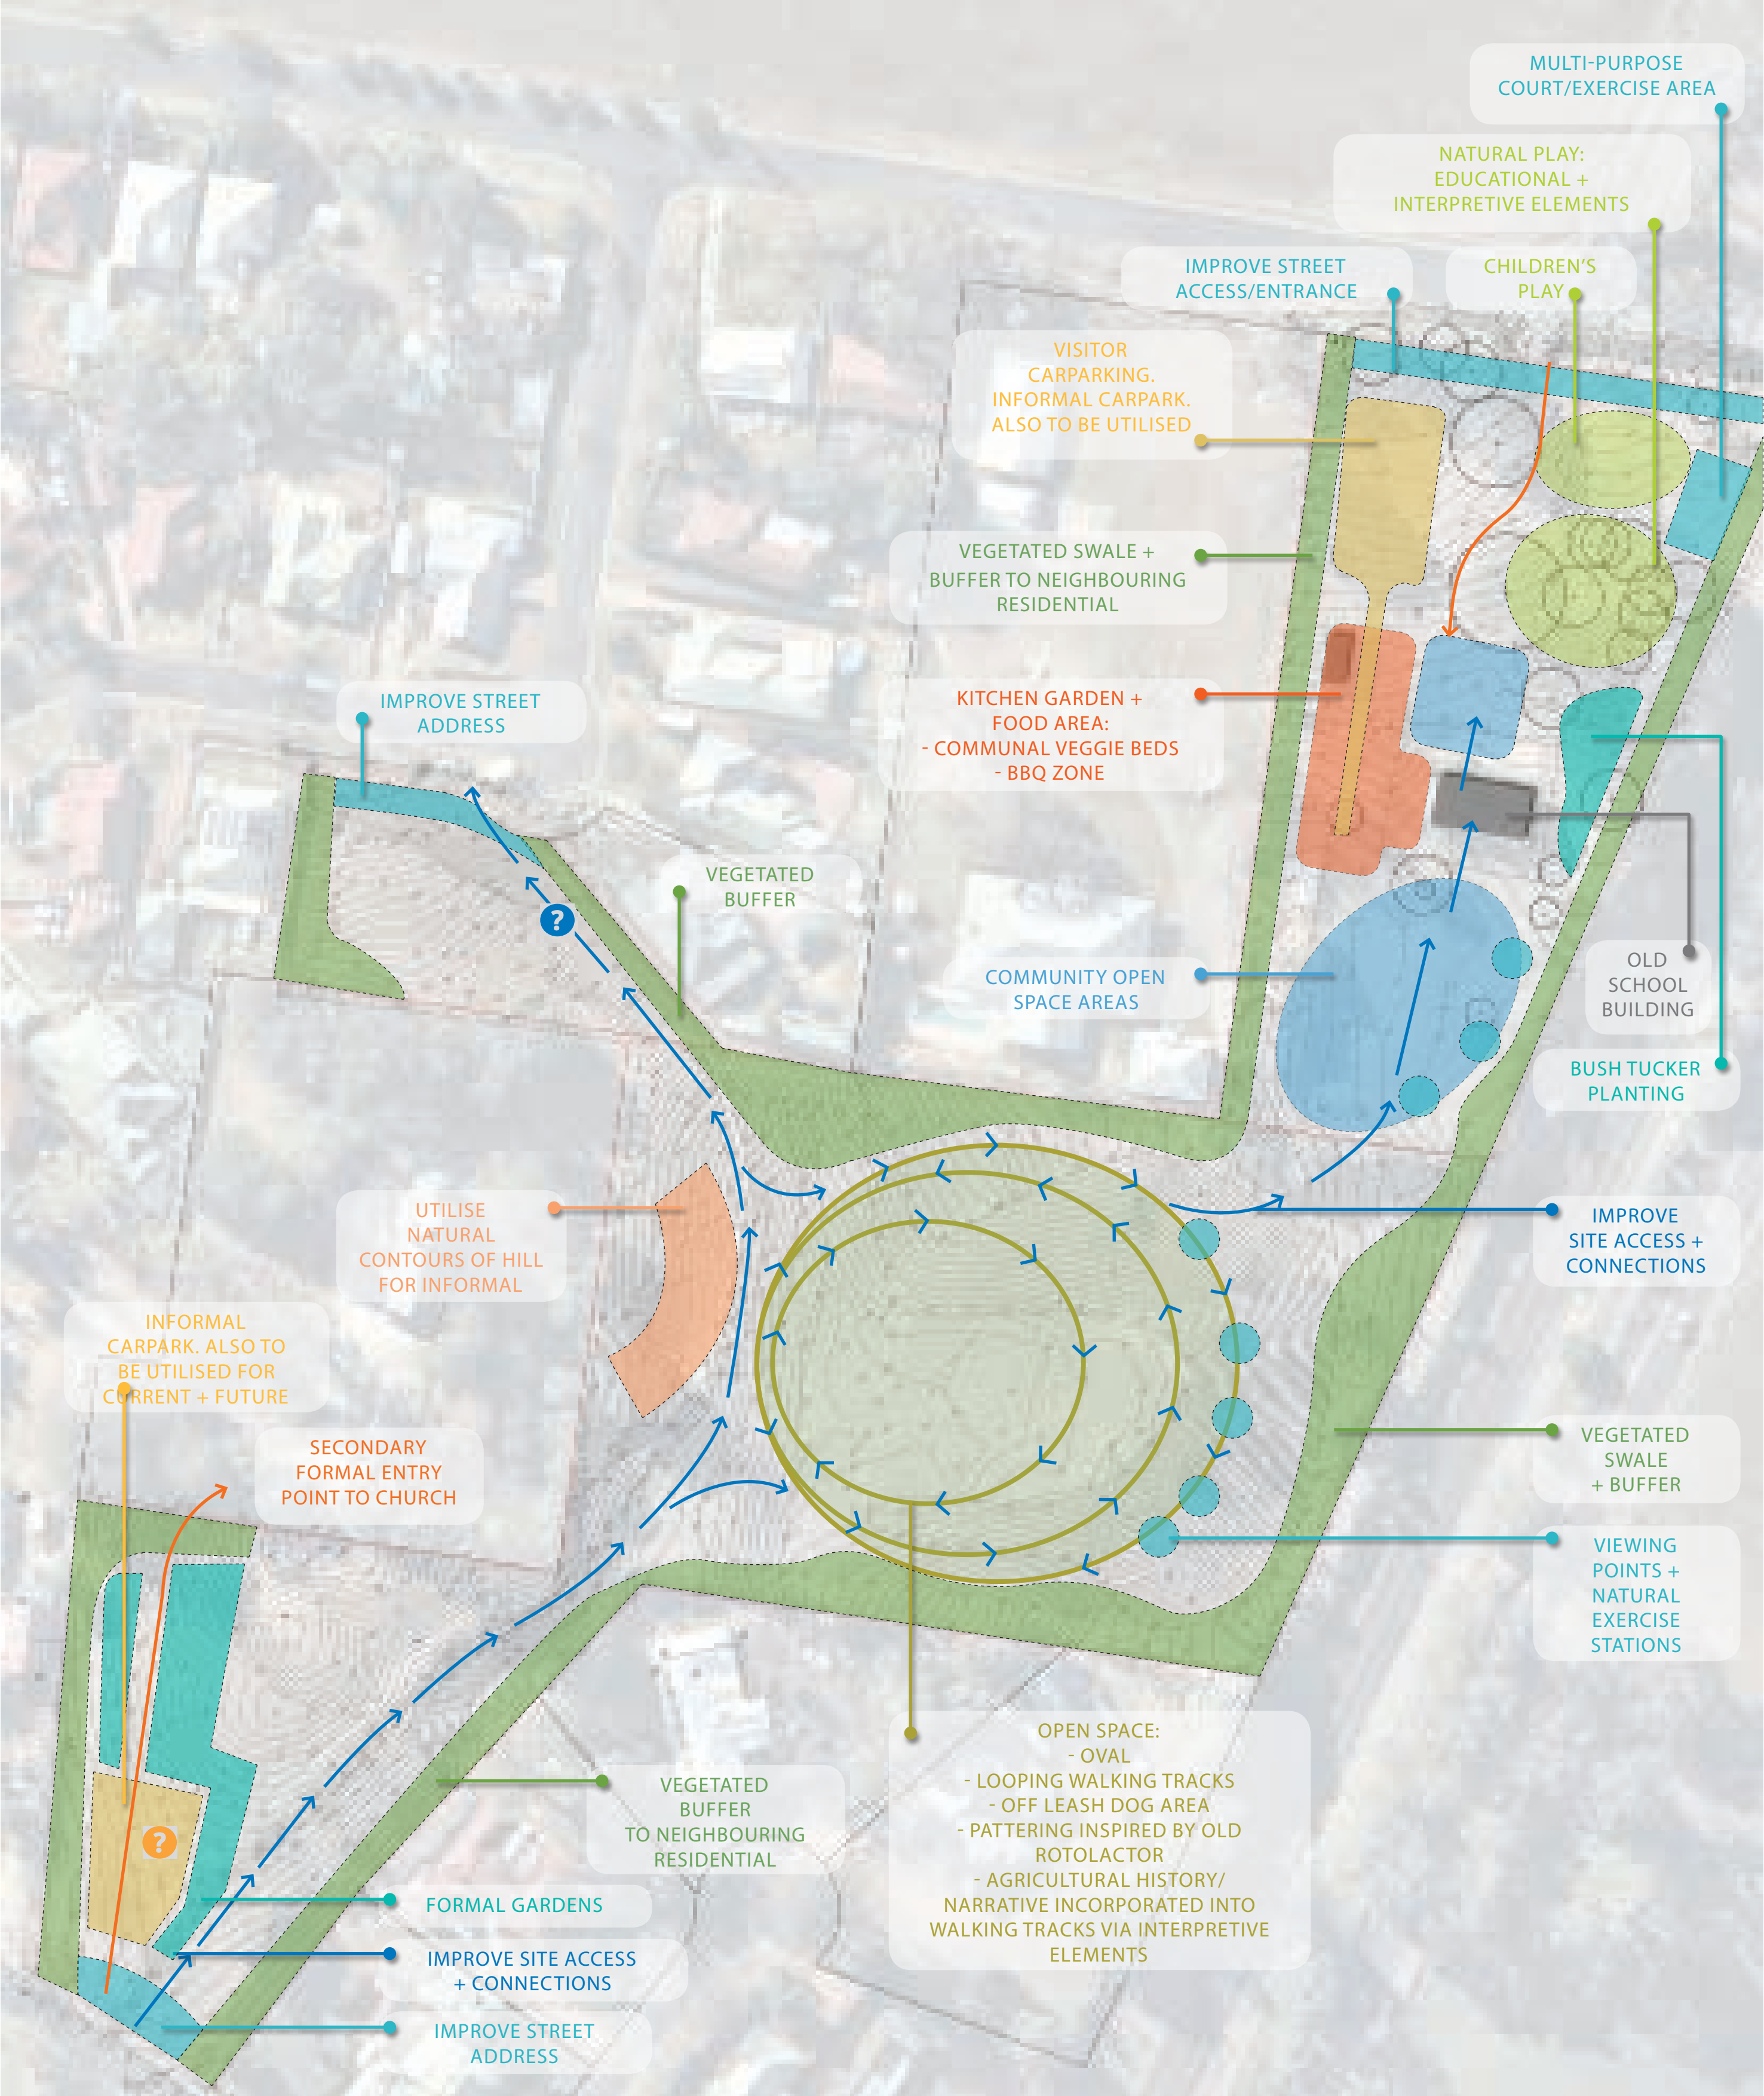 MULTI-PURPOSE
COURT/EXERCISE AREA
NATURAL PLAY:
EDUCATIONAL +
INTERPRETIVE ELEMENTS
IMPROVE STREET
ACCESS/ENTRANCE
CHILDREN'S
PLAY
VISITOR
CARPARKING.
INFORMAL CARPARK.
ALSO TO BE UTILISED
VEGETATED SWALE +
BUFFER TO NEIGHBOURING
RESIDENTIAL
KITCHEN GARDEN +
FOOD AREA:
- COMMUNAL VEGGIE BEDS
- BBQ ZONE
IMPROVE STREET
ADDRESS
VEGETATED
BUFFER
?
COMMUNITY OPEN
SPACE AREAS
OLD
SCHOOL
BUILDING
BUSH TUCKER
PLANTING
UTILISE
NATURAL
CONTOURS OF HILL
FOR INFORMAL
IMPROVE
SITE ACCESS +
CONNECTIONS
INFORMAL
CARPARK. ALSO TO
BE UTILISED FOR
CURRENT + FUTURE
SECONDARY
FORMAL ENTRY
POINT TO CHURCH
VEGETATED
SWALE
+ BUFFER
VIEWING
POINTS +
NATURAL
EXERCISE
STATIONS
OPEN SPACE:
- OVAL
- LOOPING WALKING TRACKS
- OFF LEASH DOG AREA
- PATTERING INSPIRED BY OLD
ROTOLACTOR
- AGRICULTURAL HISTORY/
NARRATIVE INCORPORATED INTO
WALKING TRACKS VIA INTERPRETIVE
ELEMENTS
VEGETATED
BUFFER
TO NEIGHBOURING
RESIDENTIAL
?
FORMAL GARDENS
IMPROVE SITE ACCESS
+ CONNECTIONS
IMPROVE STREET
ADDRESS